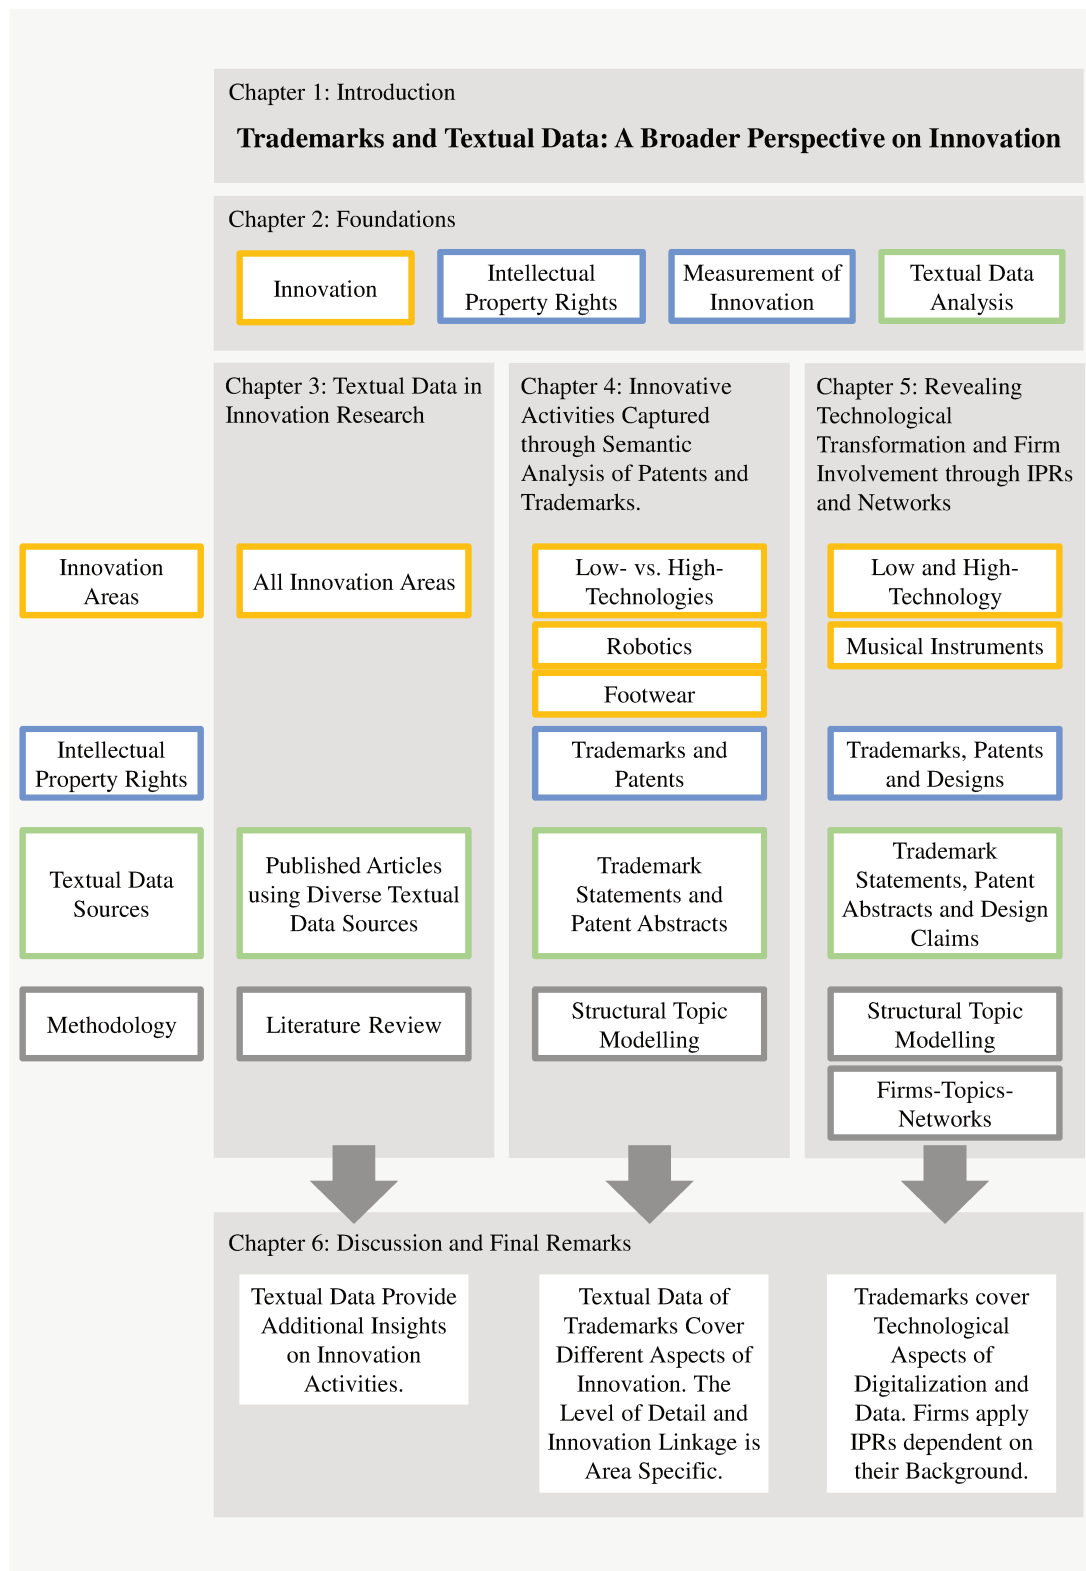 Chapter 1: Introduction
Trademarks and Textual Data: A Broader Perspective on Innovation
Chapter 2: Foundations
Innovation
Intellectual
Property Rights
Measurement of
Innovation
Textual Data
Analysis
Chapter 3: Textual Data in
Innovation Research
Chapter 4: Innovative
Activities Captured
through Semantic
Analysis of Patents and
Trademarks.
Chapter 5: Revealing
Technological
Transformation and Firm
Involvement through IPRs
and Networks
Innovation
Areas
All Innovation Areas
Low- vs. High-
Technologies
Robotics
Footwear
Low and High-
Technology
Musical Instruments
Intellectual
Property Rights
Trademarks and
Patents
Trademarks, Patents
and Designs
Textual Data
Sources
Published Articles
using Diverse Textual
Data Sources
Trademark
Statements and
Patent Abstracts
Trademark
Statements, Patent
Abstracts and Design
Claims
Methodology
Literature Review
Structural Topic
Modelling
Structural Topic
Modelling
Firms-Topics-
Networks
Chapter 6: Discussion and Final Remarks
Textual Data Provide
Additional Insights
on Innovation
Activities.
Textual Data of
Trademarks Cover
Different Aspects of
Innovation. The
Level of Detail and
Innovation Linkage is
Area Specific.
Trademarks cover
Technological
Aspects of
Digitalization and
Data. Firms apply
IPRs dependent on
their Background.